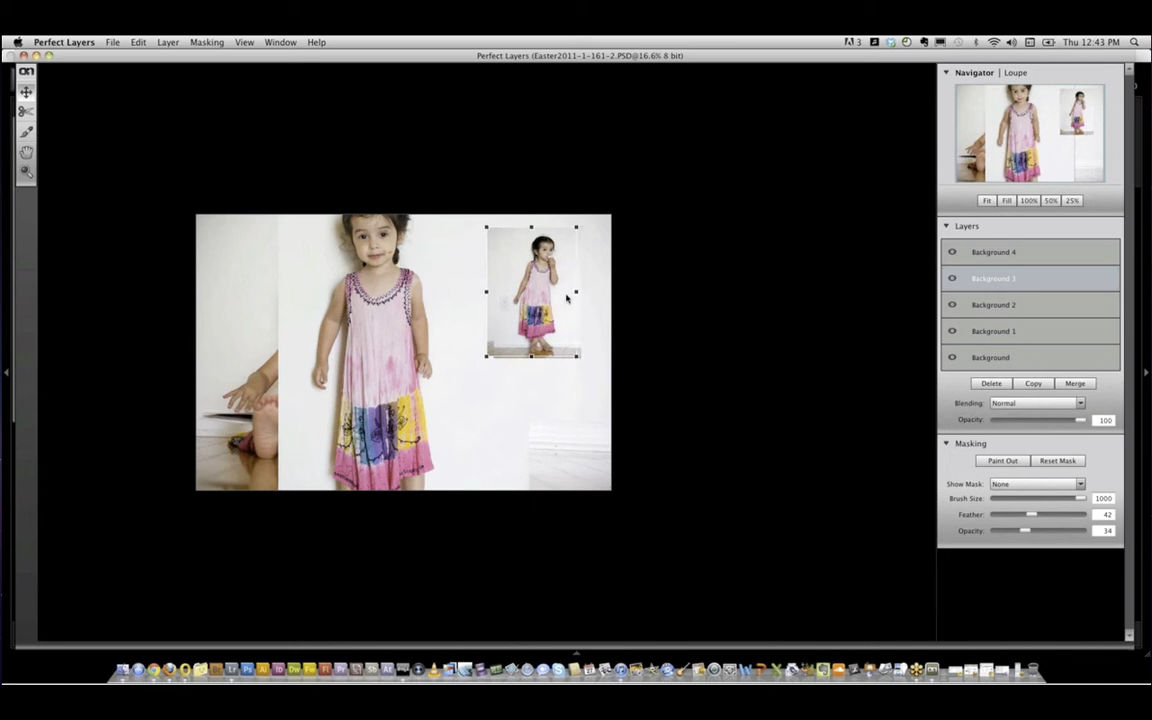 Perfect Layers File Edit Layer Masking View Window Help 3 Thu 12:43 PM
Perfect Layers (Easter2011-1-161-2.PSD@16.6% 8 bit)
on
Navigator | Loupe
Fit Fill 100% 50% 25%
Layers
Background 4
Background 3
Background 2
Background 1
Background
Delete Copy Merge
Blending: Normal
Opacity: 100
Masking
Paint Out Reset Mask
Show Mask: None
Brush Size: 1000
Feather: 42
Opacity: 34